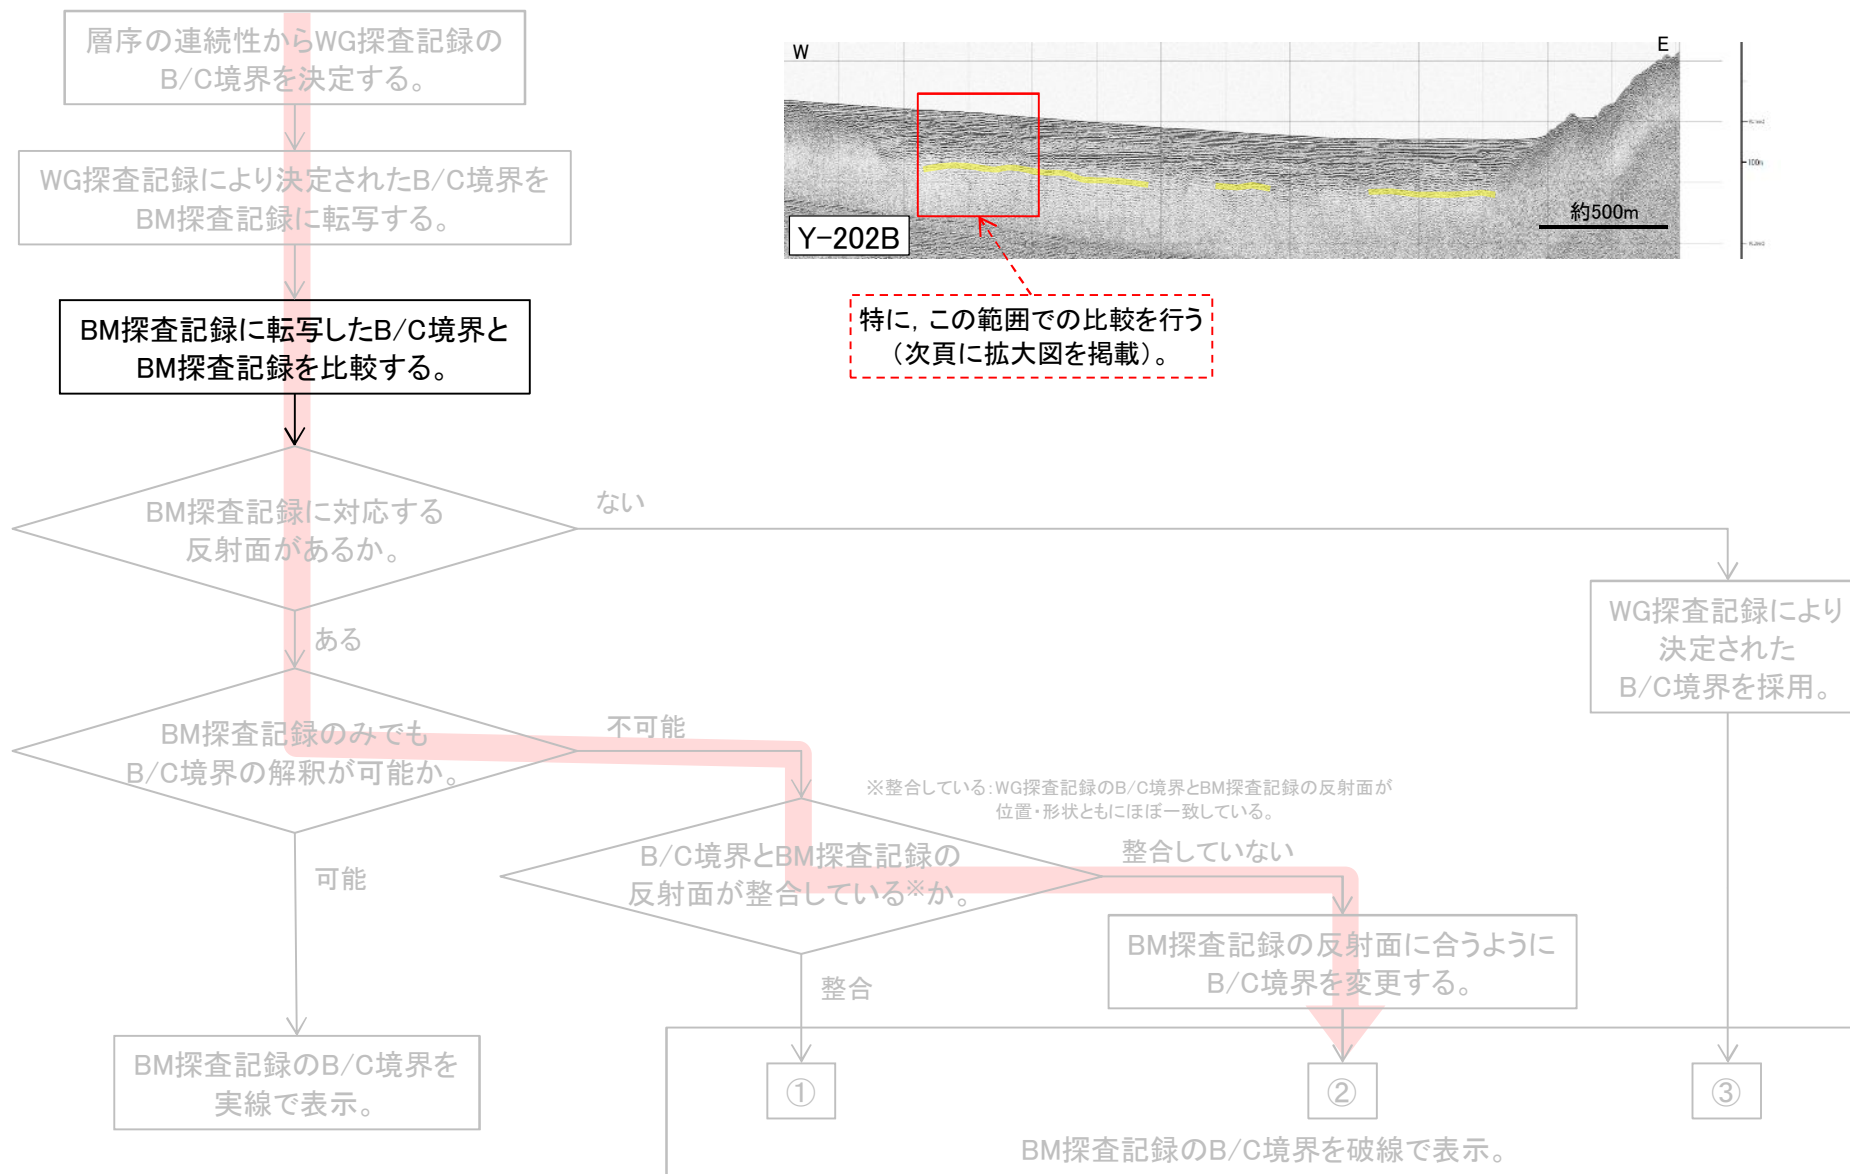 層序の連続性からWG探査記録の
B/C境界を決定する。
WG探査記録により決定されたB/C境界を
BM探査記録に転写する。
BM探査記録に転写したB/C境界と
BM探査記録を比較する。
W
E
100m
約500m
Y-202B
特に，この範囲での比較を行う
（次頁に拡大図を掲載）。
BM探査記録に対応する
反射面があるか。
ない
ある
WG探査記録により
決定された
B/C境界を採用。
BM探査記録のみでも
B/C境界の解釈が可能か。
不可能
可能
※整合している：WG探査記録のB/C境界とBM探査記録の反射面が
位置・形状ともにほぼ一致している。
B/C境界とBM探査記録の
反射面が整合している※か。
整合していない
整合
BM探査記録の反射面に合うように
B/C境界を変更する。
BM探査記録のB/C境界を
実線で表示。
①
②
③
BM探査記録のB/C境界を破線で表示。